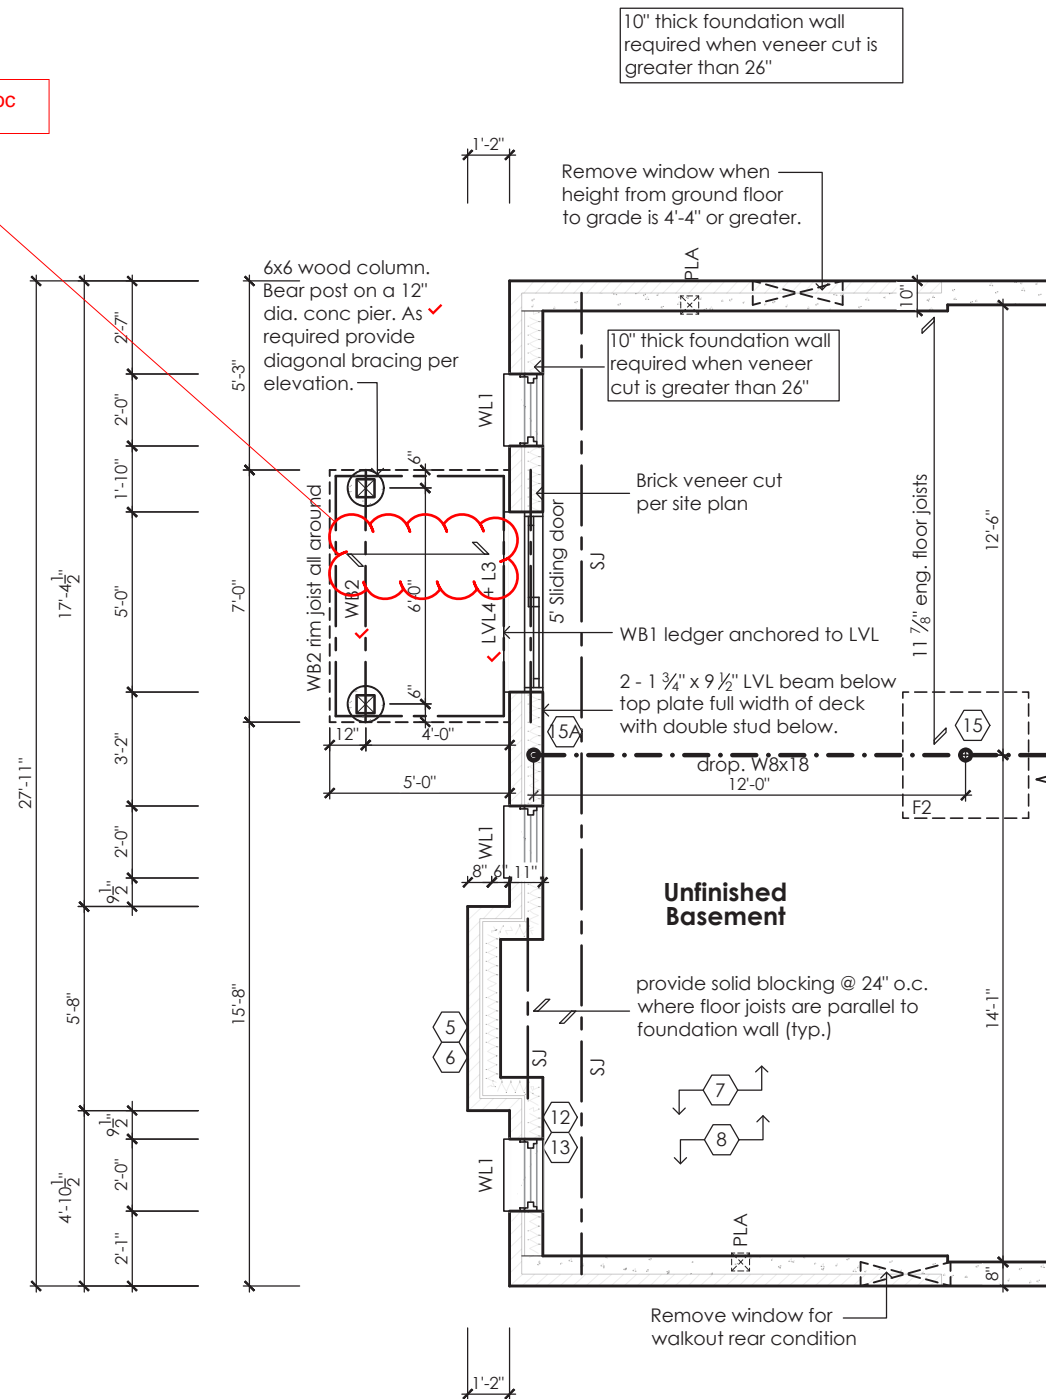 10" thick foundation wall
required when veneer cut is
greater than 26"
oc
1'-2"
Remove window when
height from ground floor
to grade is 4'-4" or greater.
PLA
6x6 wood column.
Bear post on a 12"
dia. conc pier. As
required provide
diagonal bracing per
elevation.
10"
10" thick foundation wall
required when veneer
cut is greater than 26"
2'-7"
5'-3"
2'-0"
WL1
1'-10"
6"
Brick veneer cut
per site plan
11 ⅞" eng. floor joists
12'-6"
17'-4½"
5'-0"
7'-0"
WB2 rim joist all around
WB2
6'-0"
LVL4 + L3
5' Sliding door
SJ
WB1 ledger anchored to LVL
2 - 1 ¾" x 9 ½" LVL beam below
top plate full width of deck
with double stud below.
6"
12"
4'-0"
15A
15
drop. W8x18
3'-2"
27'-11"
5'-0"
12'-0"
F2
2'-0"
WL1
9½"
8"
6"
11"
Unfinished
Basement
5'-8"
15'-8"
provide solid blocking @ 24" o.c.
where floor joists are parallel to
foundation wall (typ.)
14'-1"
5
6
SJ
SJ
7
8
12
13
9½"
2'-0"
4'-10½"
WL1
2'-1"
PLA
8"
Remove window for
walkout rear condition
1'-2"